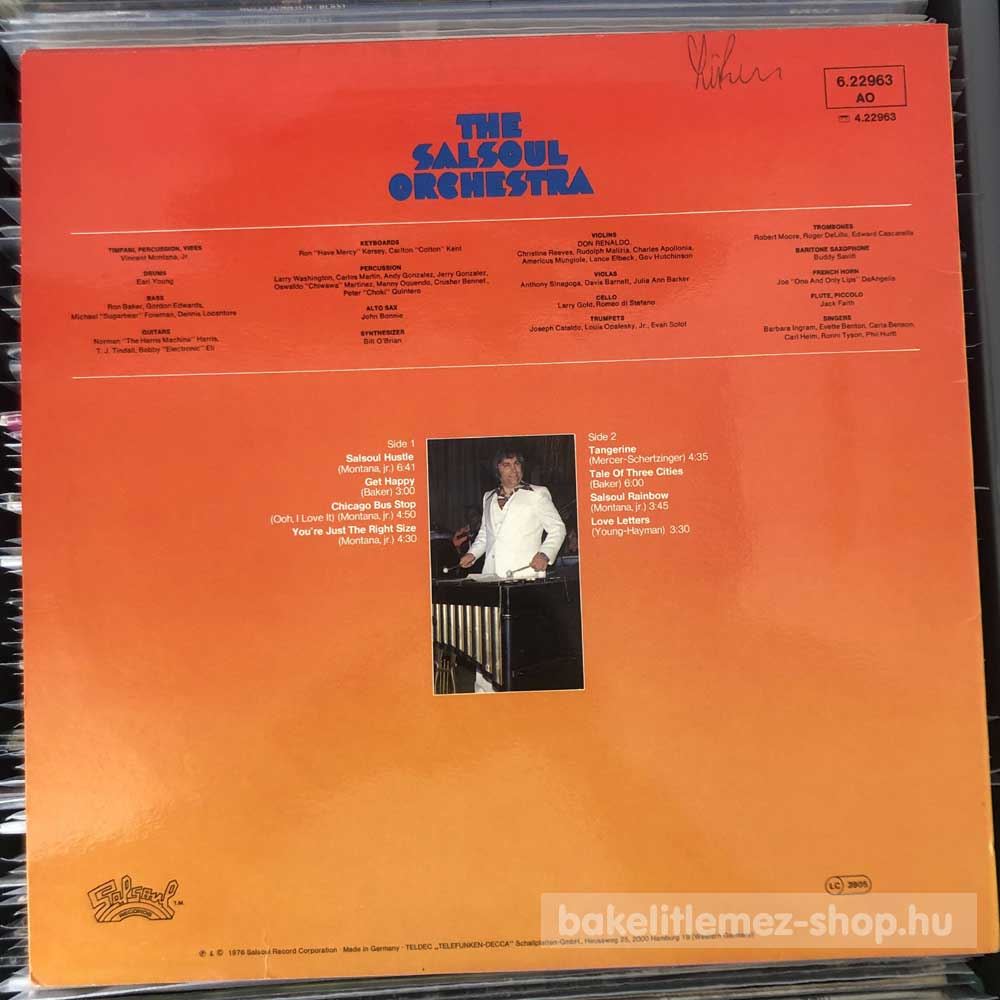 6.22963
AO
4.22963
THE
SALSOUL
ORCHESTRA
TIMPANI, PERCUSSION, VIBES
Vincent Montana, Jr.
DRUMS
Earl Young
BASS
Ron Baker, Gordon Edwards,
Michael "Sugarbear" Foreman, Dennis Locantore
GUITARS
Norman "The Harris Machine" Harris,
T. J. Tindall, Bobby "Electronic" Eli
KEYBOARDS
Ron "Have Mercy" Kersey, Carlton "Cotton" Kent
PERCUSSION
Larry Washington, Carlos Martin, Andy Gonzalez, Jerry Gonzalez,
Oswaldo "Chiwawa" Martinez, Manny Oquendo, Crusher Bennet,
Peter "Choki" Quintero
ALTO SAX
John Bonnie
SYNTHESIZER
Bill O'Brian
VIOLINS
DON RENALDO,
Christine Reeves, Rudolph Malizia, Charles Apollonia,
Americus Mungiole, Lance Elbeck, Gov Hutchinson
VIOLAS
Anthony Sinagoga, Davis Barnett, Julia Ann Barker
CELLO
Larry Gold, Romeo di Stefano
TRUMPETS
Joseph Cataldo, Louis Opalesky, Jr., Evan Solot
TROMBONES
Robert Moore, Roger DeLillo, Edward Cascarella
BARITONE SAXOPHONE
Buddy Savitt
FRENCH HORN
Joe "One And Only Lips" DeAngelis
FLUTE, PICCOLO
Jack Faith
SINGERS
Barbara Ingram, Evette Benton, Carla Benson,
Carl Helm, Ronni Tyson, Phil Hurtt
Side 1
Salsoul Hustle
(Montana, jr.) 6:41
Get Happy
(Baker) 3:00
Chicago Bus Stop
(Ooh, I Love It) (Montana, jr.) 4:50
You're Just The Right Size
(Montana, jr.) 4:30
Side 2
Tangerine
(Mercer-Schertzinger) 4:35
Tale Of Three Cities
(Baker) 6:00
Salsoul Rainbow
(Montana, jr.) 3:45
Love Letters
(Young-Hayman) 3:30
Salsoul
RECORDS
T.M.
LC 3905
℗ & © 1976 Salsoul Record Corporation · Made in Germany · TELDEC „TELEFUNKEN-DECCA" Schallplatten-GmbH, Heussweg 25, 2000 Hamburg 19 (Western Germany)
bakelitlemez-shop.hu